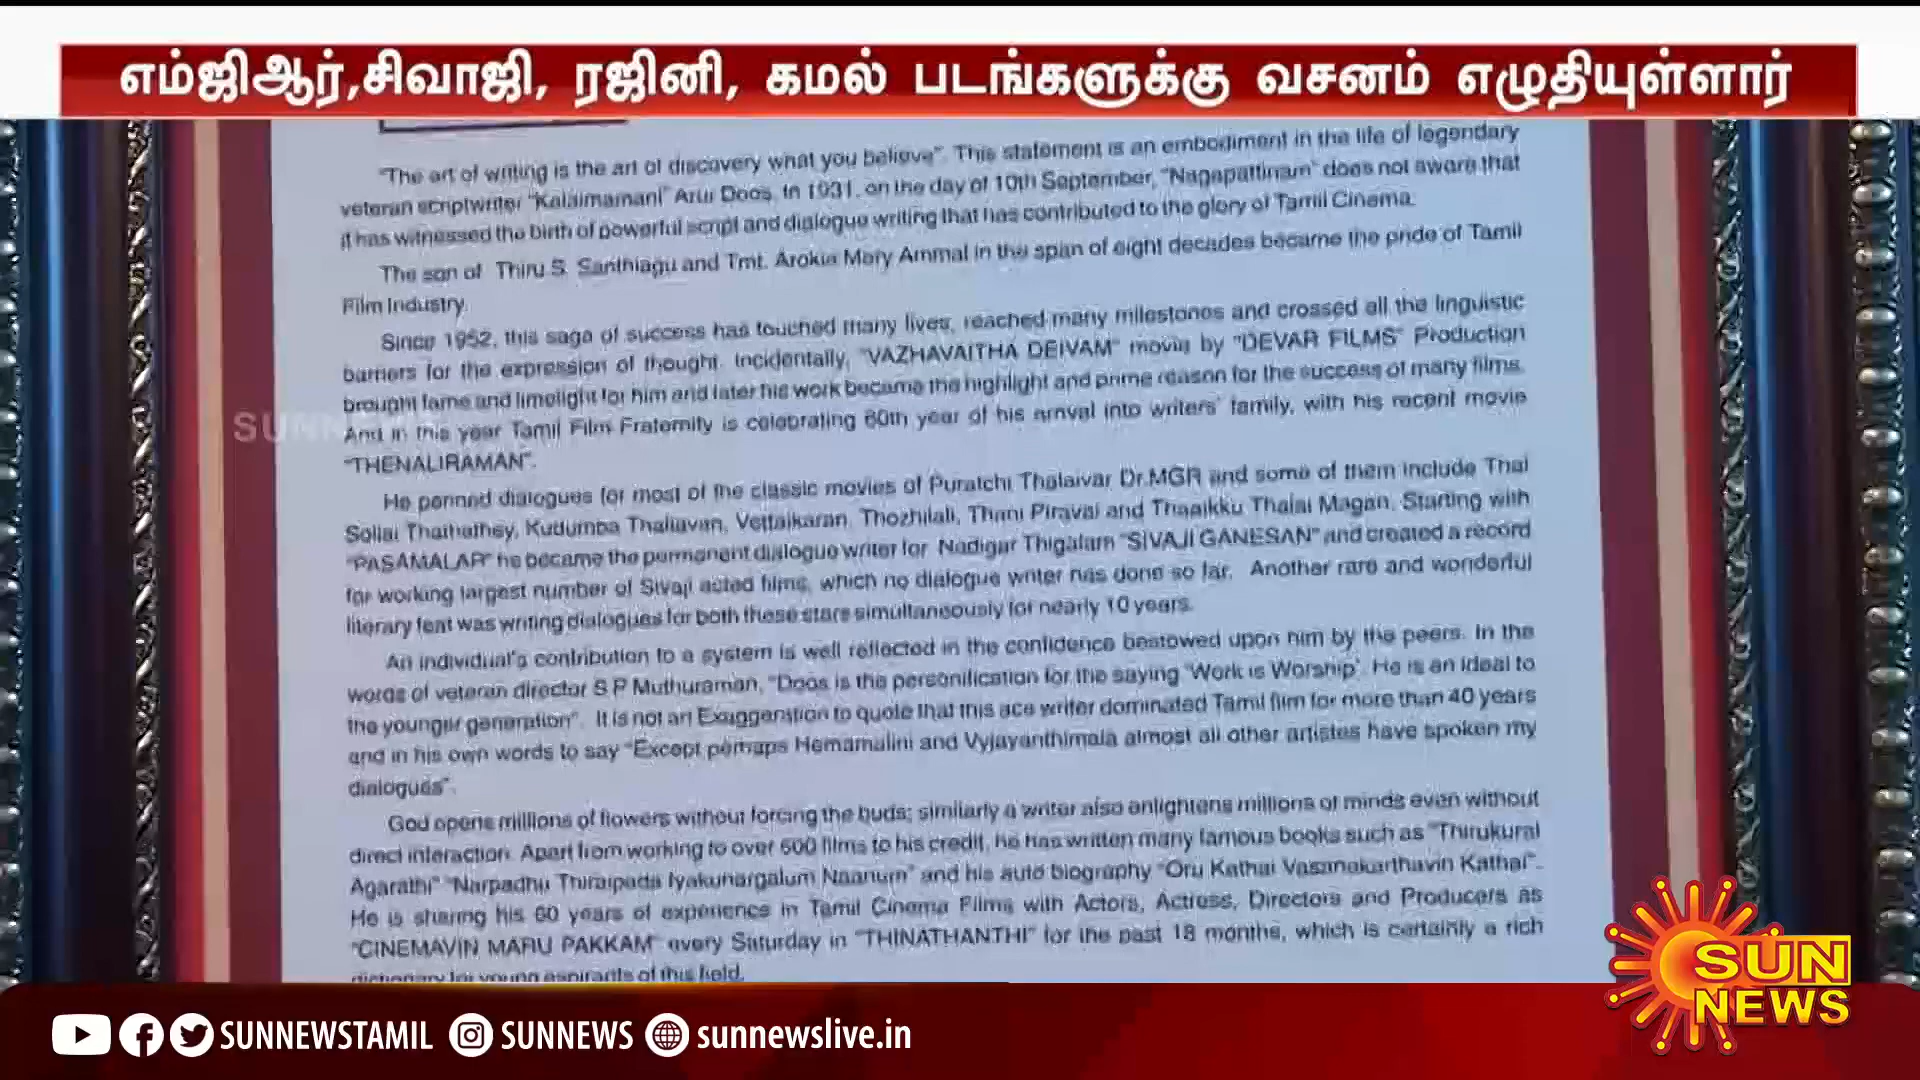 எம்ஜிஆர்,சிவாஜி, ரஜினி, கமல் படங்களுக்கு வசனம் எழுதியுள்ளார்
"The art of writing is the art of discovery what you believe". This statement is an embodiment in the life of legendary
veteran scriptwriter "Kalaimamani" Arur Doos. In 1931, on the day of 10th September, "Nagapattinam" does not aware that
it has witnessed the birth of powerful script and dialogue writing that has contributed to the glory of Tamil Cinema.
The son of Thiru S. Santhiagu and Tmt. Arokia Mary Ammal in the span of eight decades became the pride of Tamil
Film Industry.
Since 1952, this saga of success has touched many lives, reached many milestones and crossed all the linguistic
barriers for the expression of thought. Incidentally, "VAZHAVAITHA DEIVAM" movie by "DEVAR FILMS" Production
brought fame and limelight for him and later his work became the highlight and prime reason for the success of many films.
And in this year Tamil Film Fraternity is celebrating 60th year of his arrival into writers' family, with his recent movie
"THENALIRAMAN".
He penned dialogues for most of the classic movies of Puratchi Thalaivar Dr.MGR and some of them include Thai
Sollai Thathathey, Kudumba Thalaivan, Vettaikaran, Thozhilali, Thani Piravai and Thaaikku Thalai Magan. Starting with
"PASAMALAR" he became the permanent dialogue writer for Nadigar Thigalam "SIVAJI GANESAN" and created a record
for working largest number of Sivaji acted films, which no dialogue writer has done so far. Another rare and wonderful
literary feat was writing dialogues for both these stars simultaneously for nearly 10 years.
An individual's contribution to a system is well reflected in the confidence bestowed upon him by the peers. In the
words of veteran director S P Muthuraman, "Doos is the personification for the saying 'Work is Worship'. He is an ideal to
the younger generation". It is not an Exaggeration to quote that this ace writer dominated Tamil film for more than 40 years
and in his own words to say "Except perhaps Hemamalini and Vyjayanthimala almost all other artistes have spoken my
dialogues".
God opens millions of flowers without forcing the buds; similarly a writer also enlightens millions of minds even without
direct interaction. Apart from working to over 500 films to his credit, he has written many famous books such as "Thirukural
Agarathi" "Narpadhu Thiraipada Iyakunargalum Naanum" and his auto biography "Oru Kathai Vasanakarthavin Kathai".
He is sharing his 60 years of experience in Tamil Cinema Films with Actors, Actress, Directors and Producers as
"CINEMAVIN MARU PAKKAM" every Saturday in "THINATHANTHI" for the past 18 months, which is certainly a rich
dictionary for young aspirants of this field.
SUN NEWS
SUNNEWSTAMIL SUNNEWS sunnewslive.in